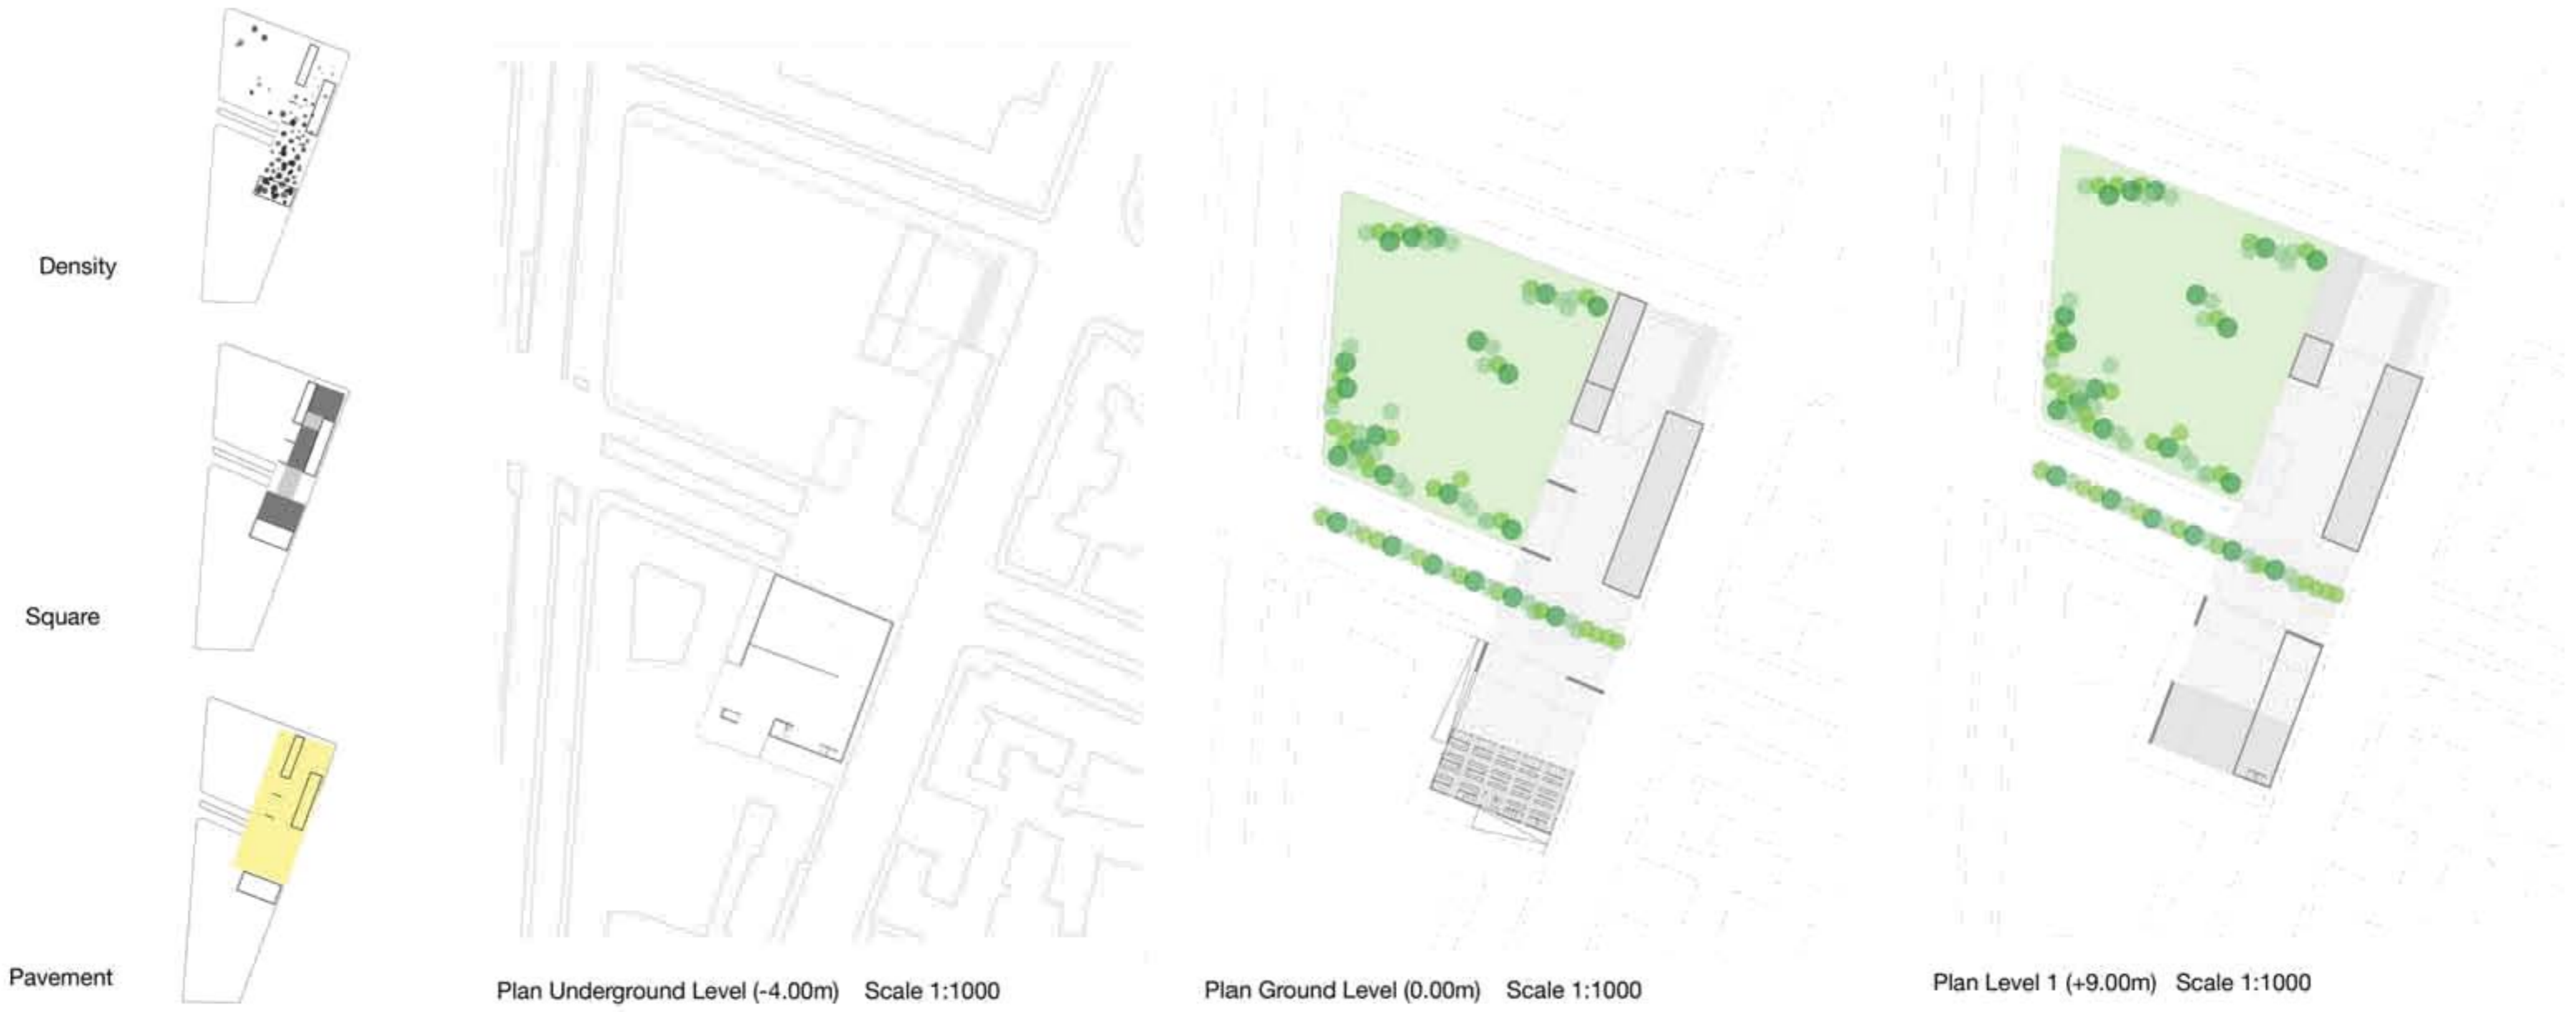 Density
Square
Pavement
Plan Underground Level (-4.00m) Scale 1:1000
Plan Ground Level (0.00m) Scale 1:1000
Plan Level 1 (+9.00m) Scale 1:1000